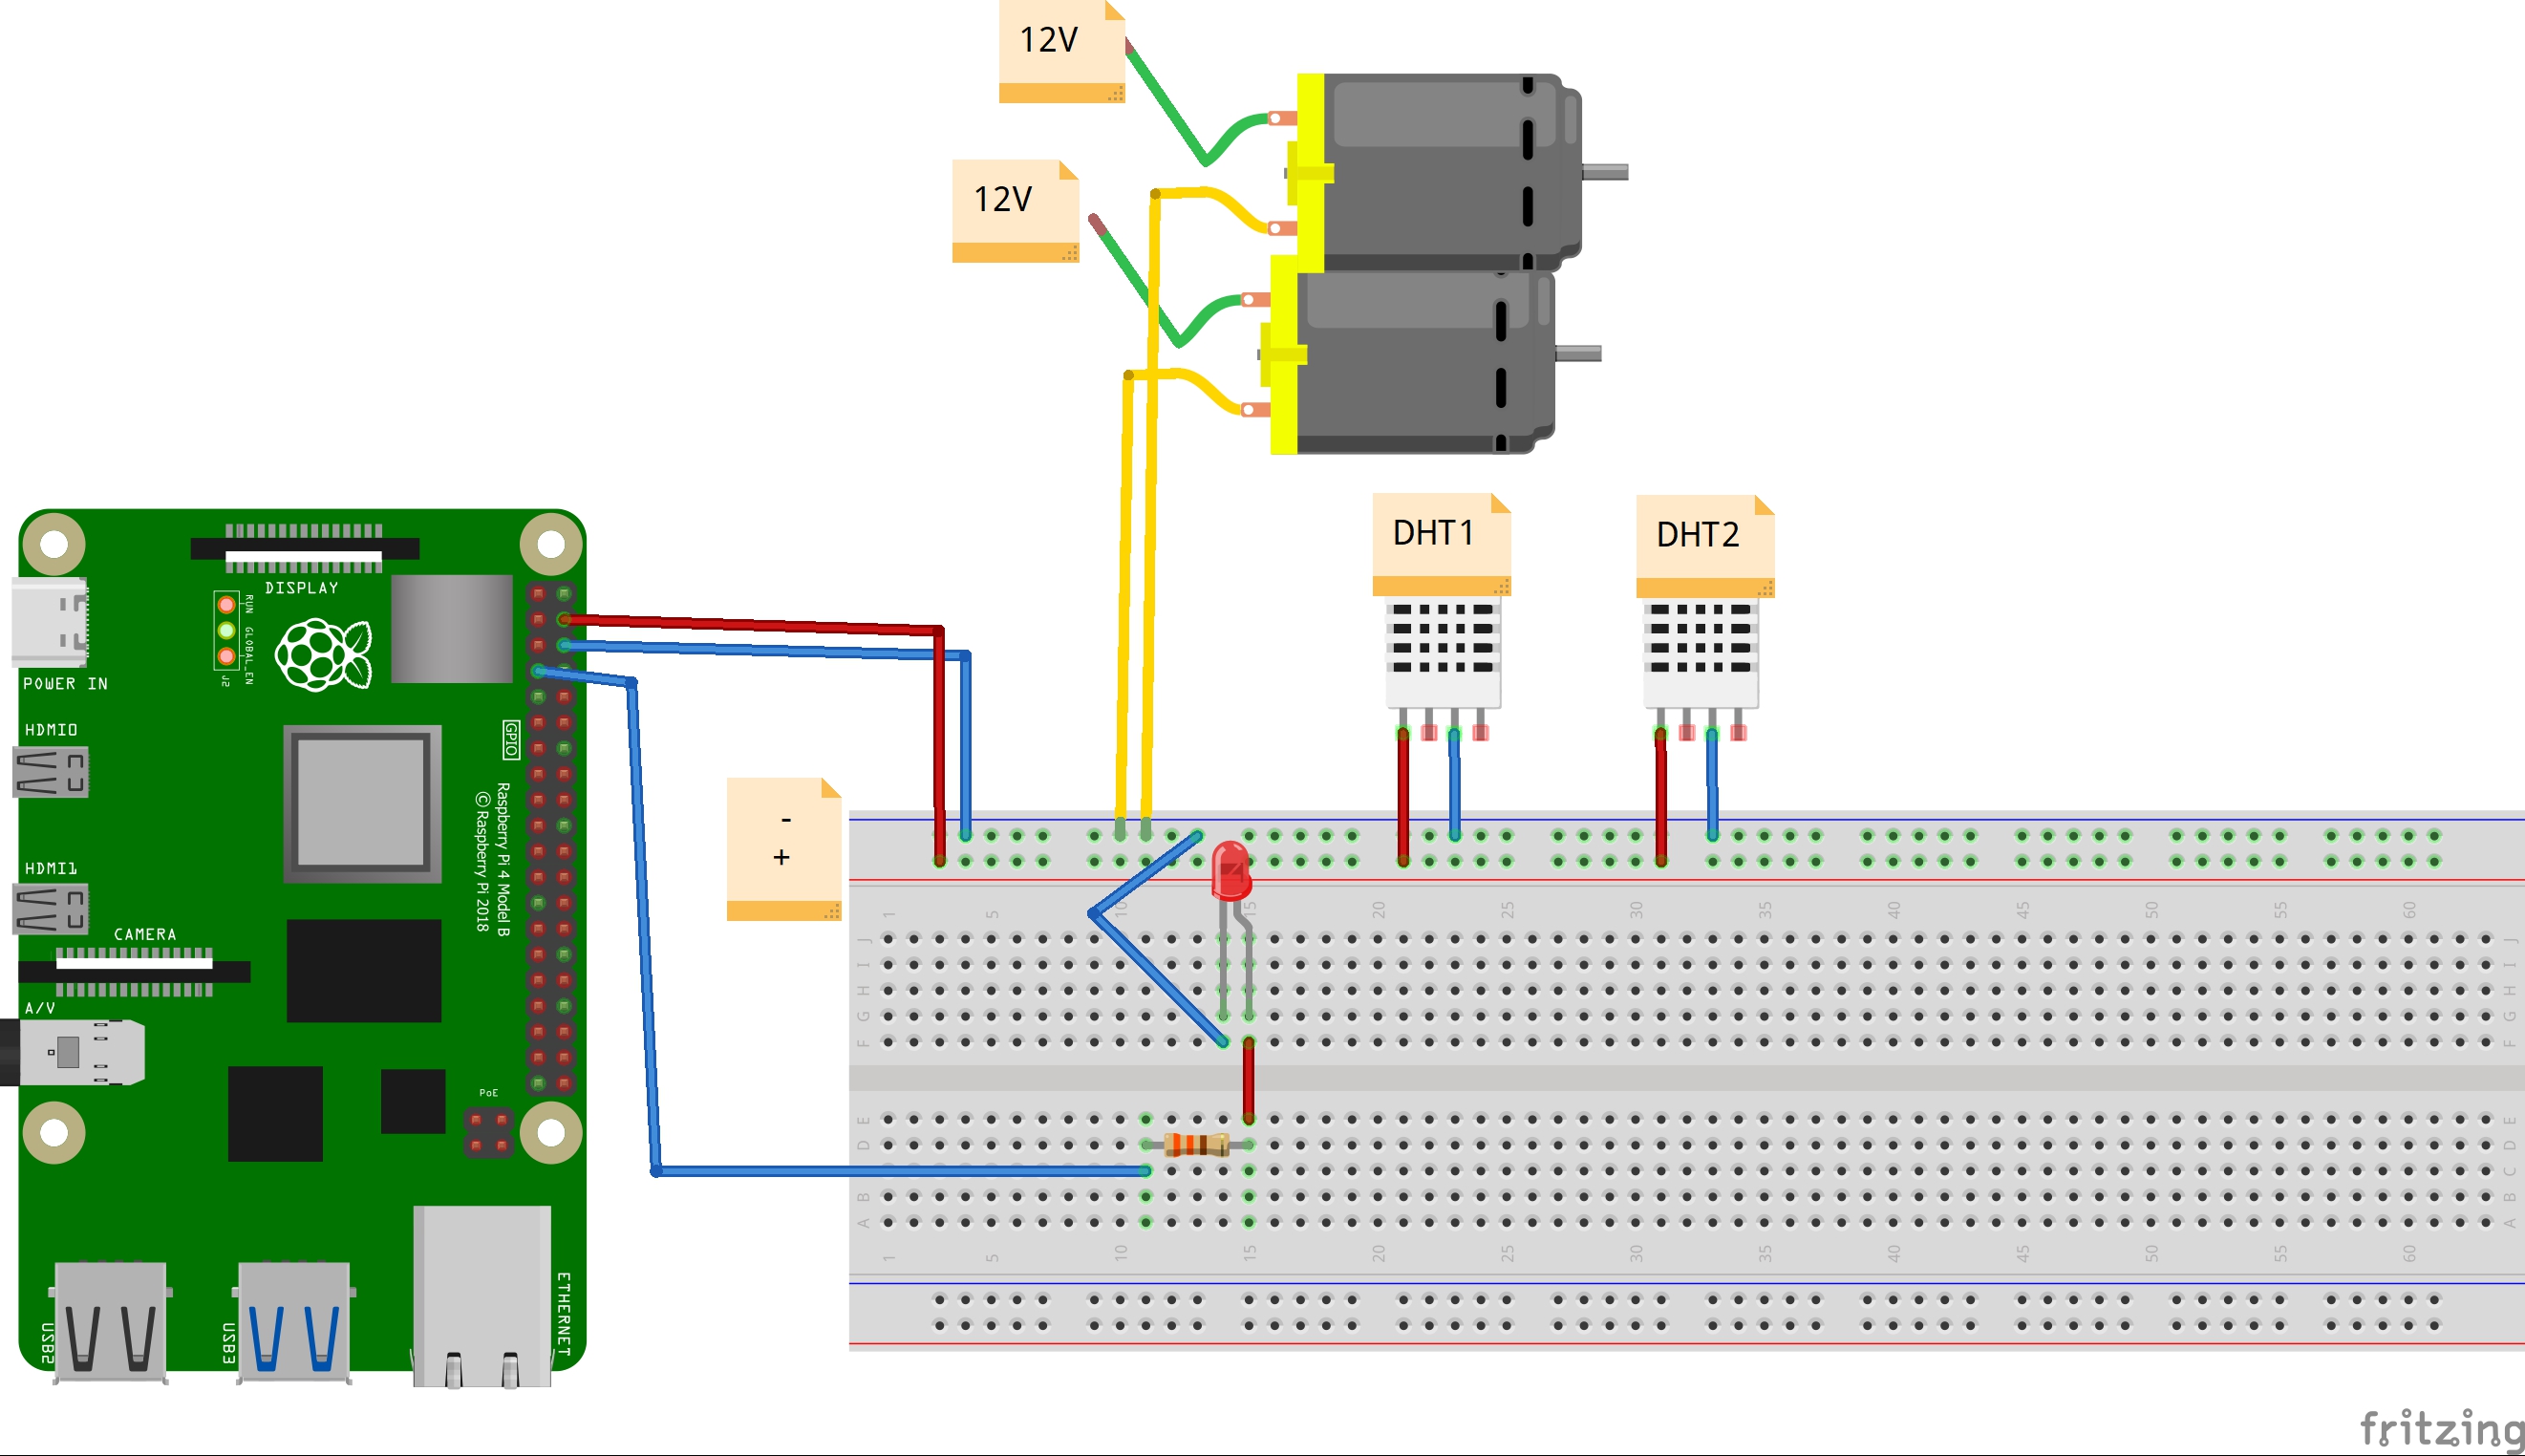 12V
12V
DHT1
DHT2
DISPLAY
RUN
GLOBAL_EN
J2
POWER IN
HDMI0
GPIO
Raspberry Pi 4 Model B
© Raspberry Pi 2018
-
+
HDMI1
CAMERA
A/V
PoE
USB2
USB3
ETHERNET
1 5 10 15 20 25 30 35 40 45 50 55 60
J J
I I
H H
G G
F F
E E
D D
C C
B B
A A
1 5 10 15 20 25 30 35 40 45 50 55 60
fritzing